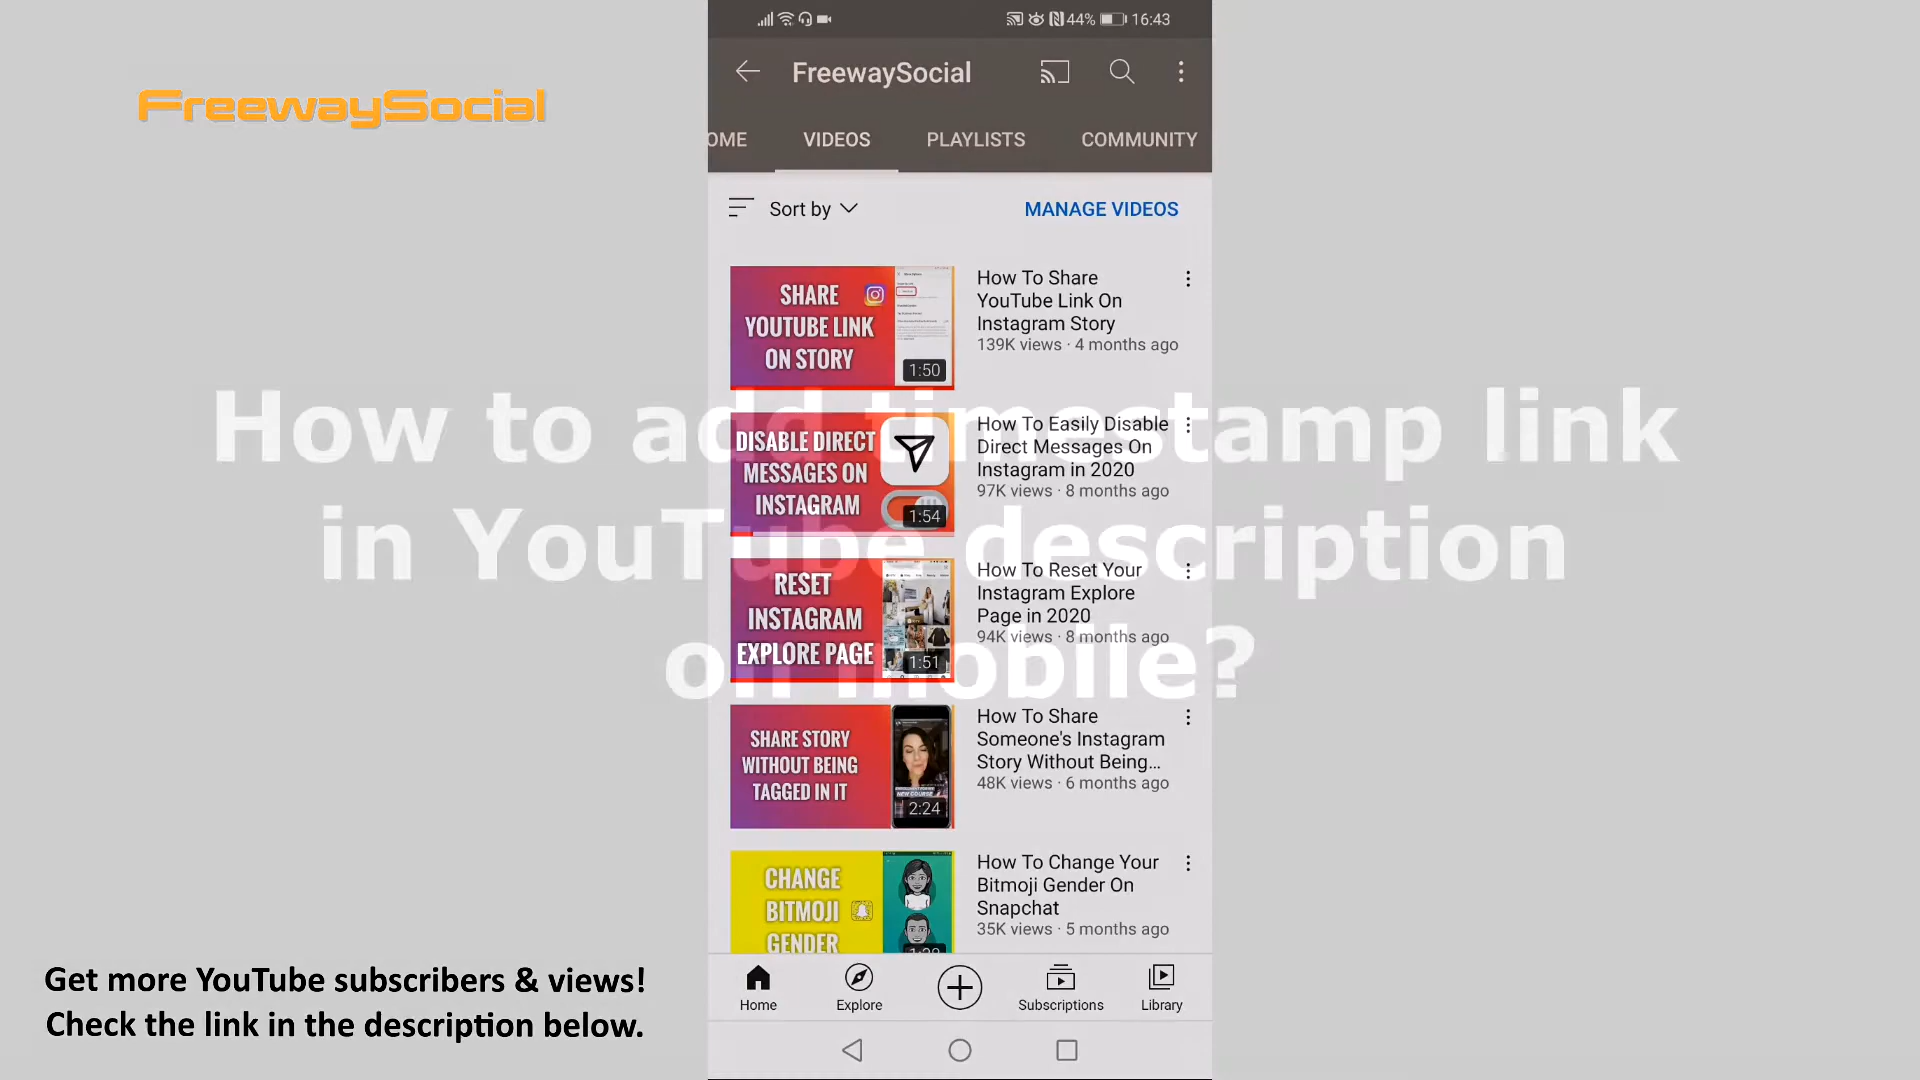 44% 16:43
FreewaySocial
FreewaySocial
OME VIDEOS PLAYLISTS COMMUNITY
Sort by MANAGE VIDEOS
SHARE
YOUTUBE LINK
ON STORY
1:50
How To Share
YouTube Link On
Instagram Story
139K views · 4 months ago
How to add timestamp link
in YouTube description
on mobile?
DISABLE DIRECT
MESSAGES ON
INSTAGRAM
1:54
How To Easily Disable
Direct Messages On
Instagram in 2020
97K views · 8 months ago
RESET
INSTAGRAM
EXPLORE PAGE
1:51
How To Reset Your
Instagram Explore
Page in 2020
94K views · 8 months ago
SHARE STORY
WITHOUT BEING
TAGGED IN IT
NEW COURSE
2:24
How To Share
Someone's Instagram
Story Without Being...
48K views · 6 months ago
CHANGE
BITMOJI
GENDER
How To Change Your
Bitmoji Gender On
Snapchat
35K views · 5 months ago
Home Explore Subscriptions Library
Get more YouTube subscribers & views!
Check the link in the description below.